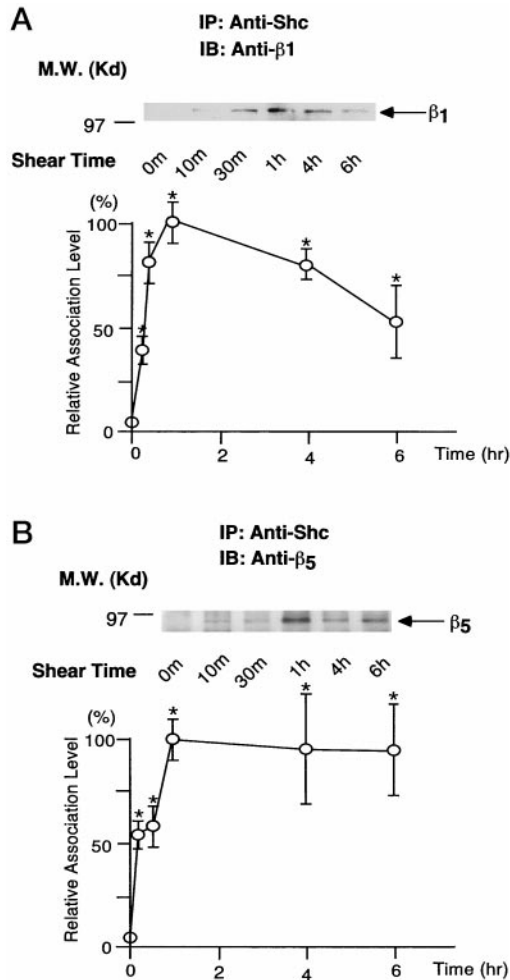 A
IP: Anti-Shc
IB: Anti-β1
M.W. (Kd)
97
β1
Shear Time 0m 10m 30m 1h 4h 6h
(%)
Relative Association Level
100
*
*
*
*
*
50
0
0 2 4 6 Time (hr)
B
IP: Anti-Shc
IB: Anti-β5
M.W. (Kd)
97
β5
Shear Time 0m 10m 30m 1h 4h 6h
(%)
Relative Association Level
100
*
*
*
*
*
50
0
0 2 4 6 Time (hr)